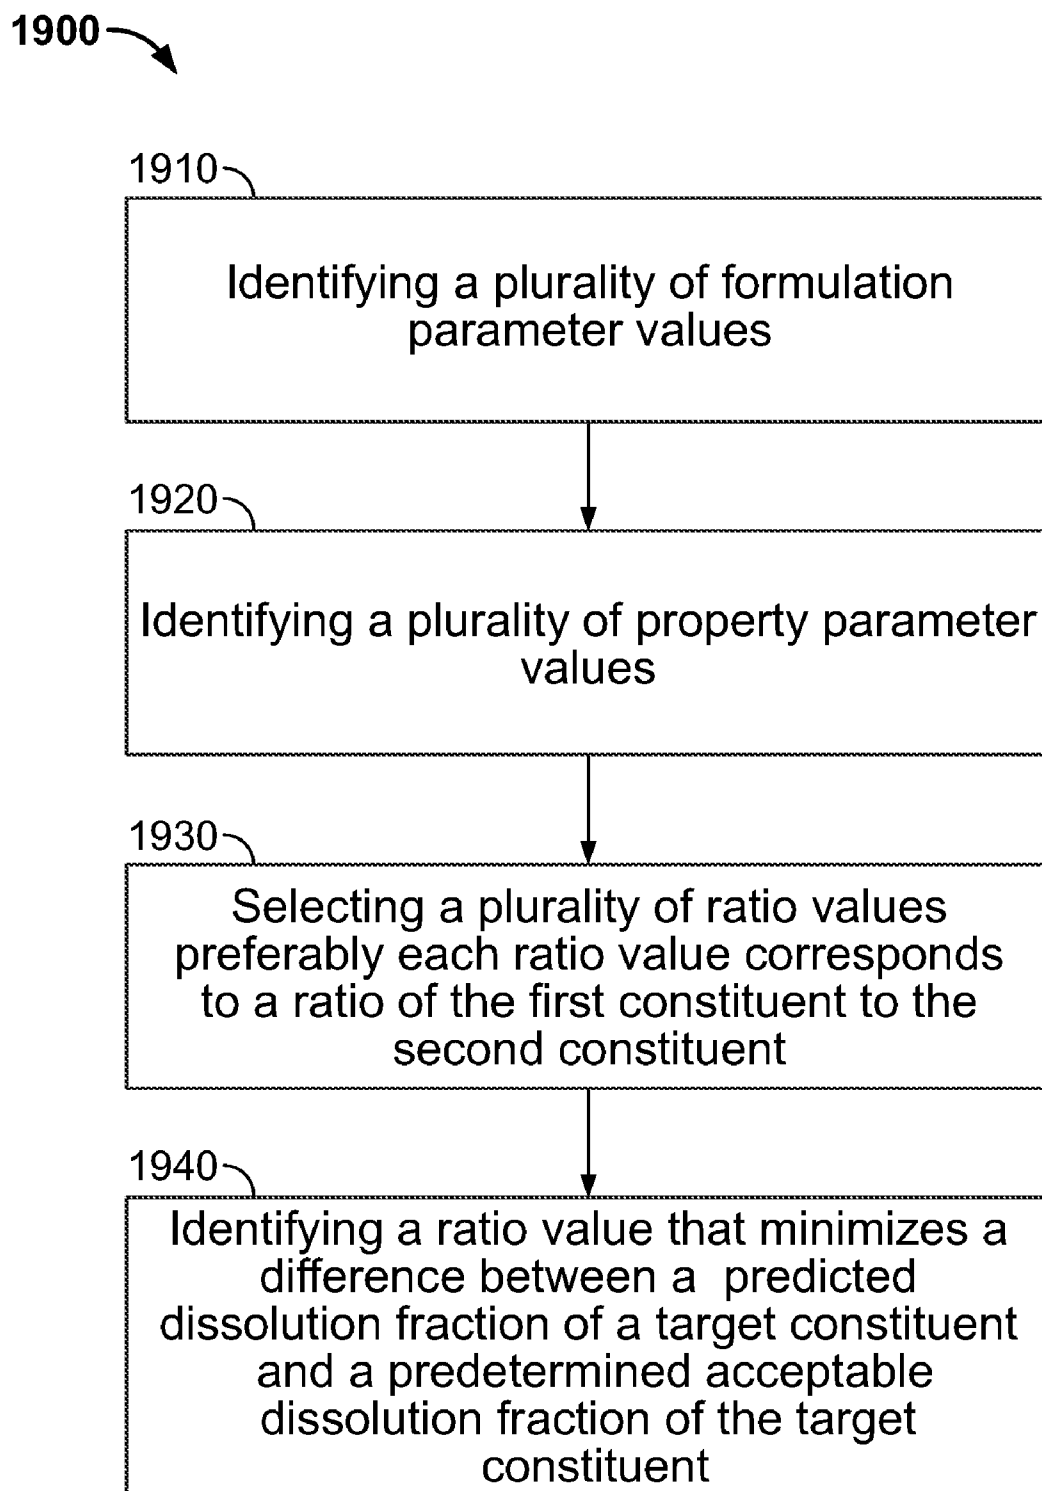 1900
1910
Identifying a plurality of formulation
parameter values
1920
Identifying a plurality of property parameter
values
1930
Selecting a plurality of ratio values
preferably each ratio value corresponds
to a ratio of the first constituent to the
second constituent
1940
Identifying a ratio value that minimizes a
difference between a predicted
dissolution fraction of a target constituent
and a predetermined acceptable
dissolution fraction of the target
constituent